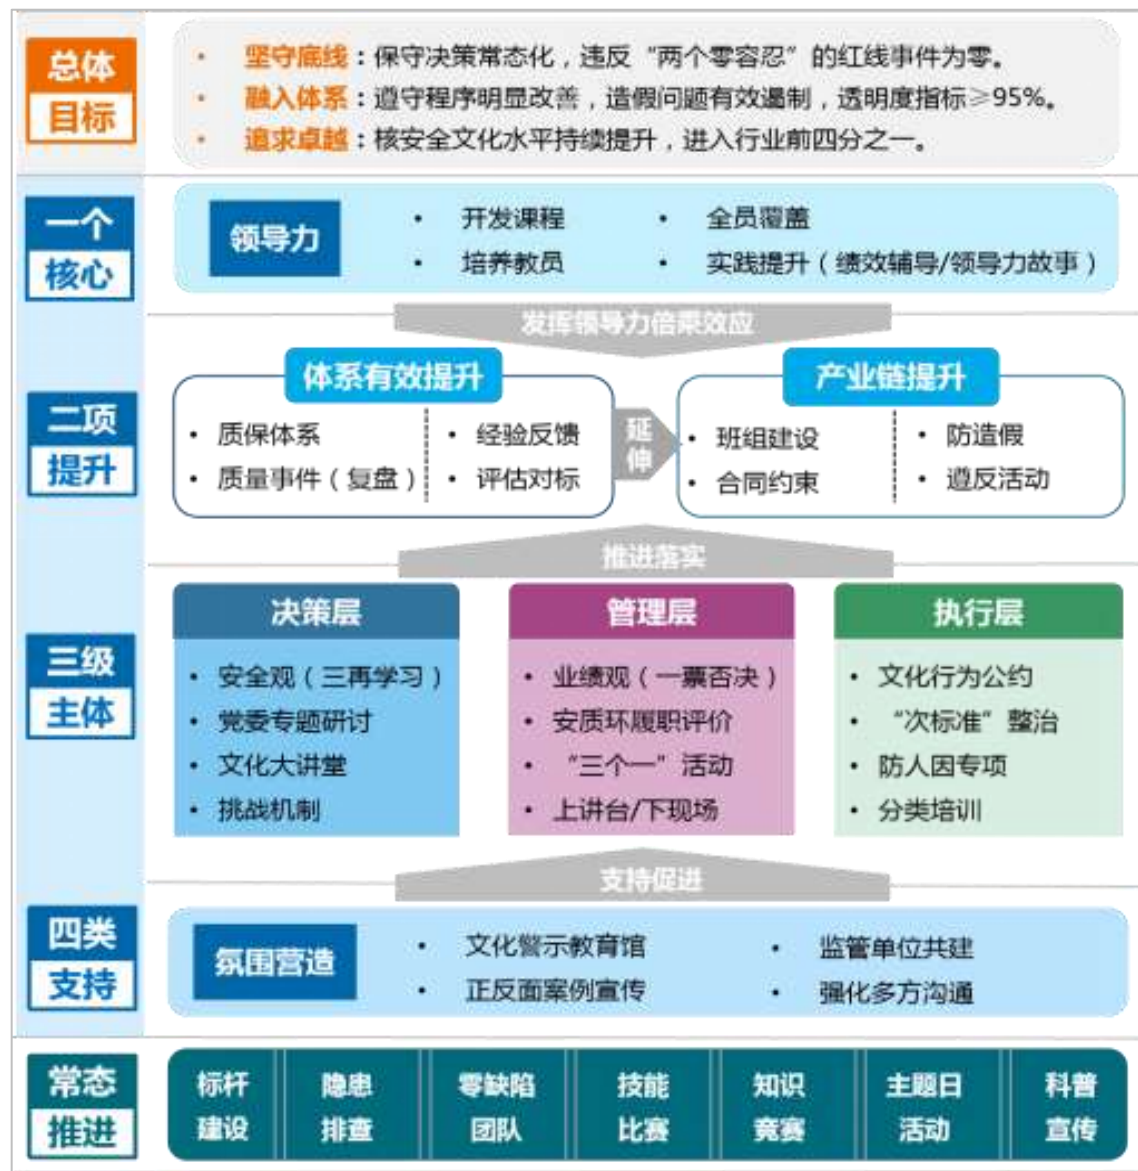 总体
目标
• 坚守底线：保守决策常态化，违反“两个零容忍”的红线事件为零。
• 融入体系：遵守程序明显改善，造假问题有效遏制，透明度指标≥95%。
• 追求卓越：核安全文化水平持续提升，进入行业前四分之一。
一个
核心
领导力
• 开发课程
• 全员覆盖
• 培养教员
• 实践提升（绩效辅导/领导力故事）
发挥领导力倍乘效应
二项
提升
体系有效提升
• 质保体系
• 经验反馈
• 质量事件（复盘）
• 评估对标
延
伸
产业链提升
• 班组建设
• 防造假
• 合同约束
• 遵反活动
推进落实
三级
主体
决策层
• 安全观（三再学习）
• 党委专题研讨
• 文化大讲堂
• 挑战机制
管理层
• 业绩观（一票否决）
• 安质环履职评价
• “三个一”活动
• 上讲台/下现场
执行层
• 文化行为公约
• “次标准”整治
• 防人因专项
• 分类培训
支持促进
四类
支持
氛围营造
• 文化警示教育馆
• 监管单位共建
• 正反面案例宣传
• 强化多方沟通
常态
推进
标杆
建设
隐患
排查
零缺陷
团队
技能
比赛
知识
竞赛
主题日
活动
科普
宣传